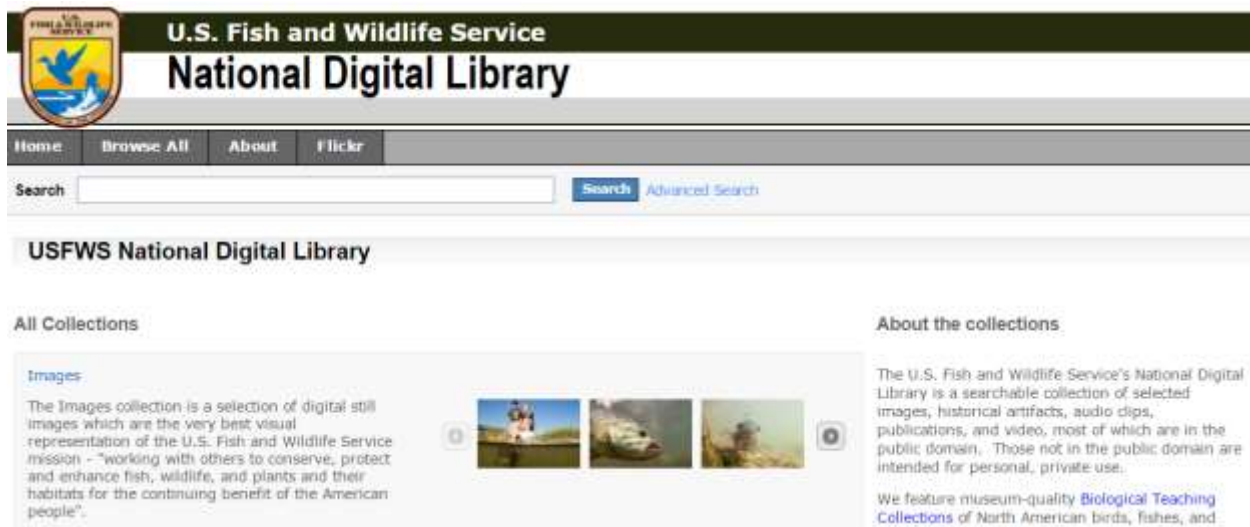 U.S.
FISH & WILDLIFE
SERVICE
U.S. Fish and Wildlife Service
National Digital Library
Home Browse All About Flickr
Search Search Advanced Search
USFWS National Digital Library
All Collections
Images
The Images collection is a selection of digital still
images which are the very best visual
representation of the U.S. Fish and Wildlife Service
mission - "working with others to conserve, protect
and enhance fish, wildlife, and plants and their
habitats for the continuing benefit of the American
people".
About the collections
The U.S. Fish and Wildlife Service's National Digital
Library is a searchable collection of selected
images, historical artifacts, audio clips,
publications, and video, most of which are in the
public domain. Those not in the public domain are
intended for personal, private use.
We feature museum-quality Biological Teaching
Collections of North American birds, fishes, and